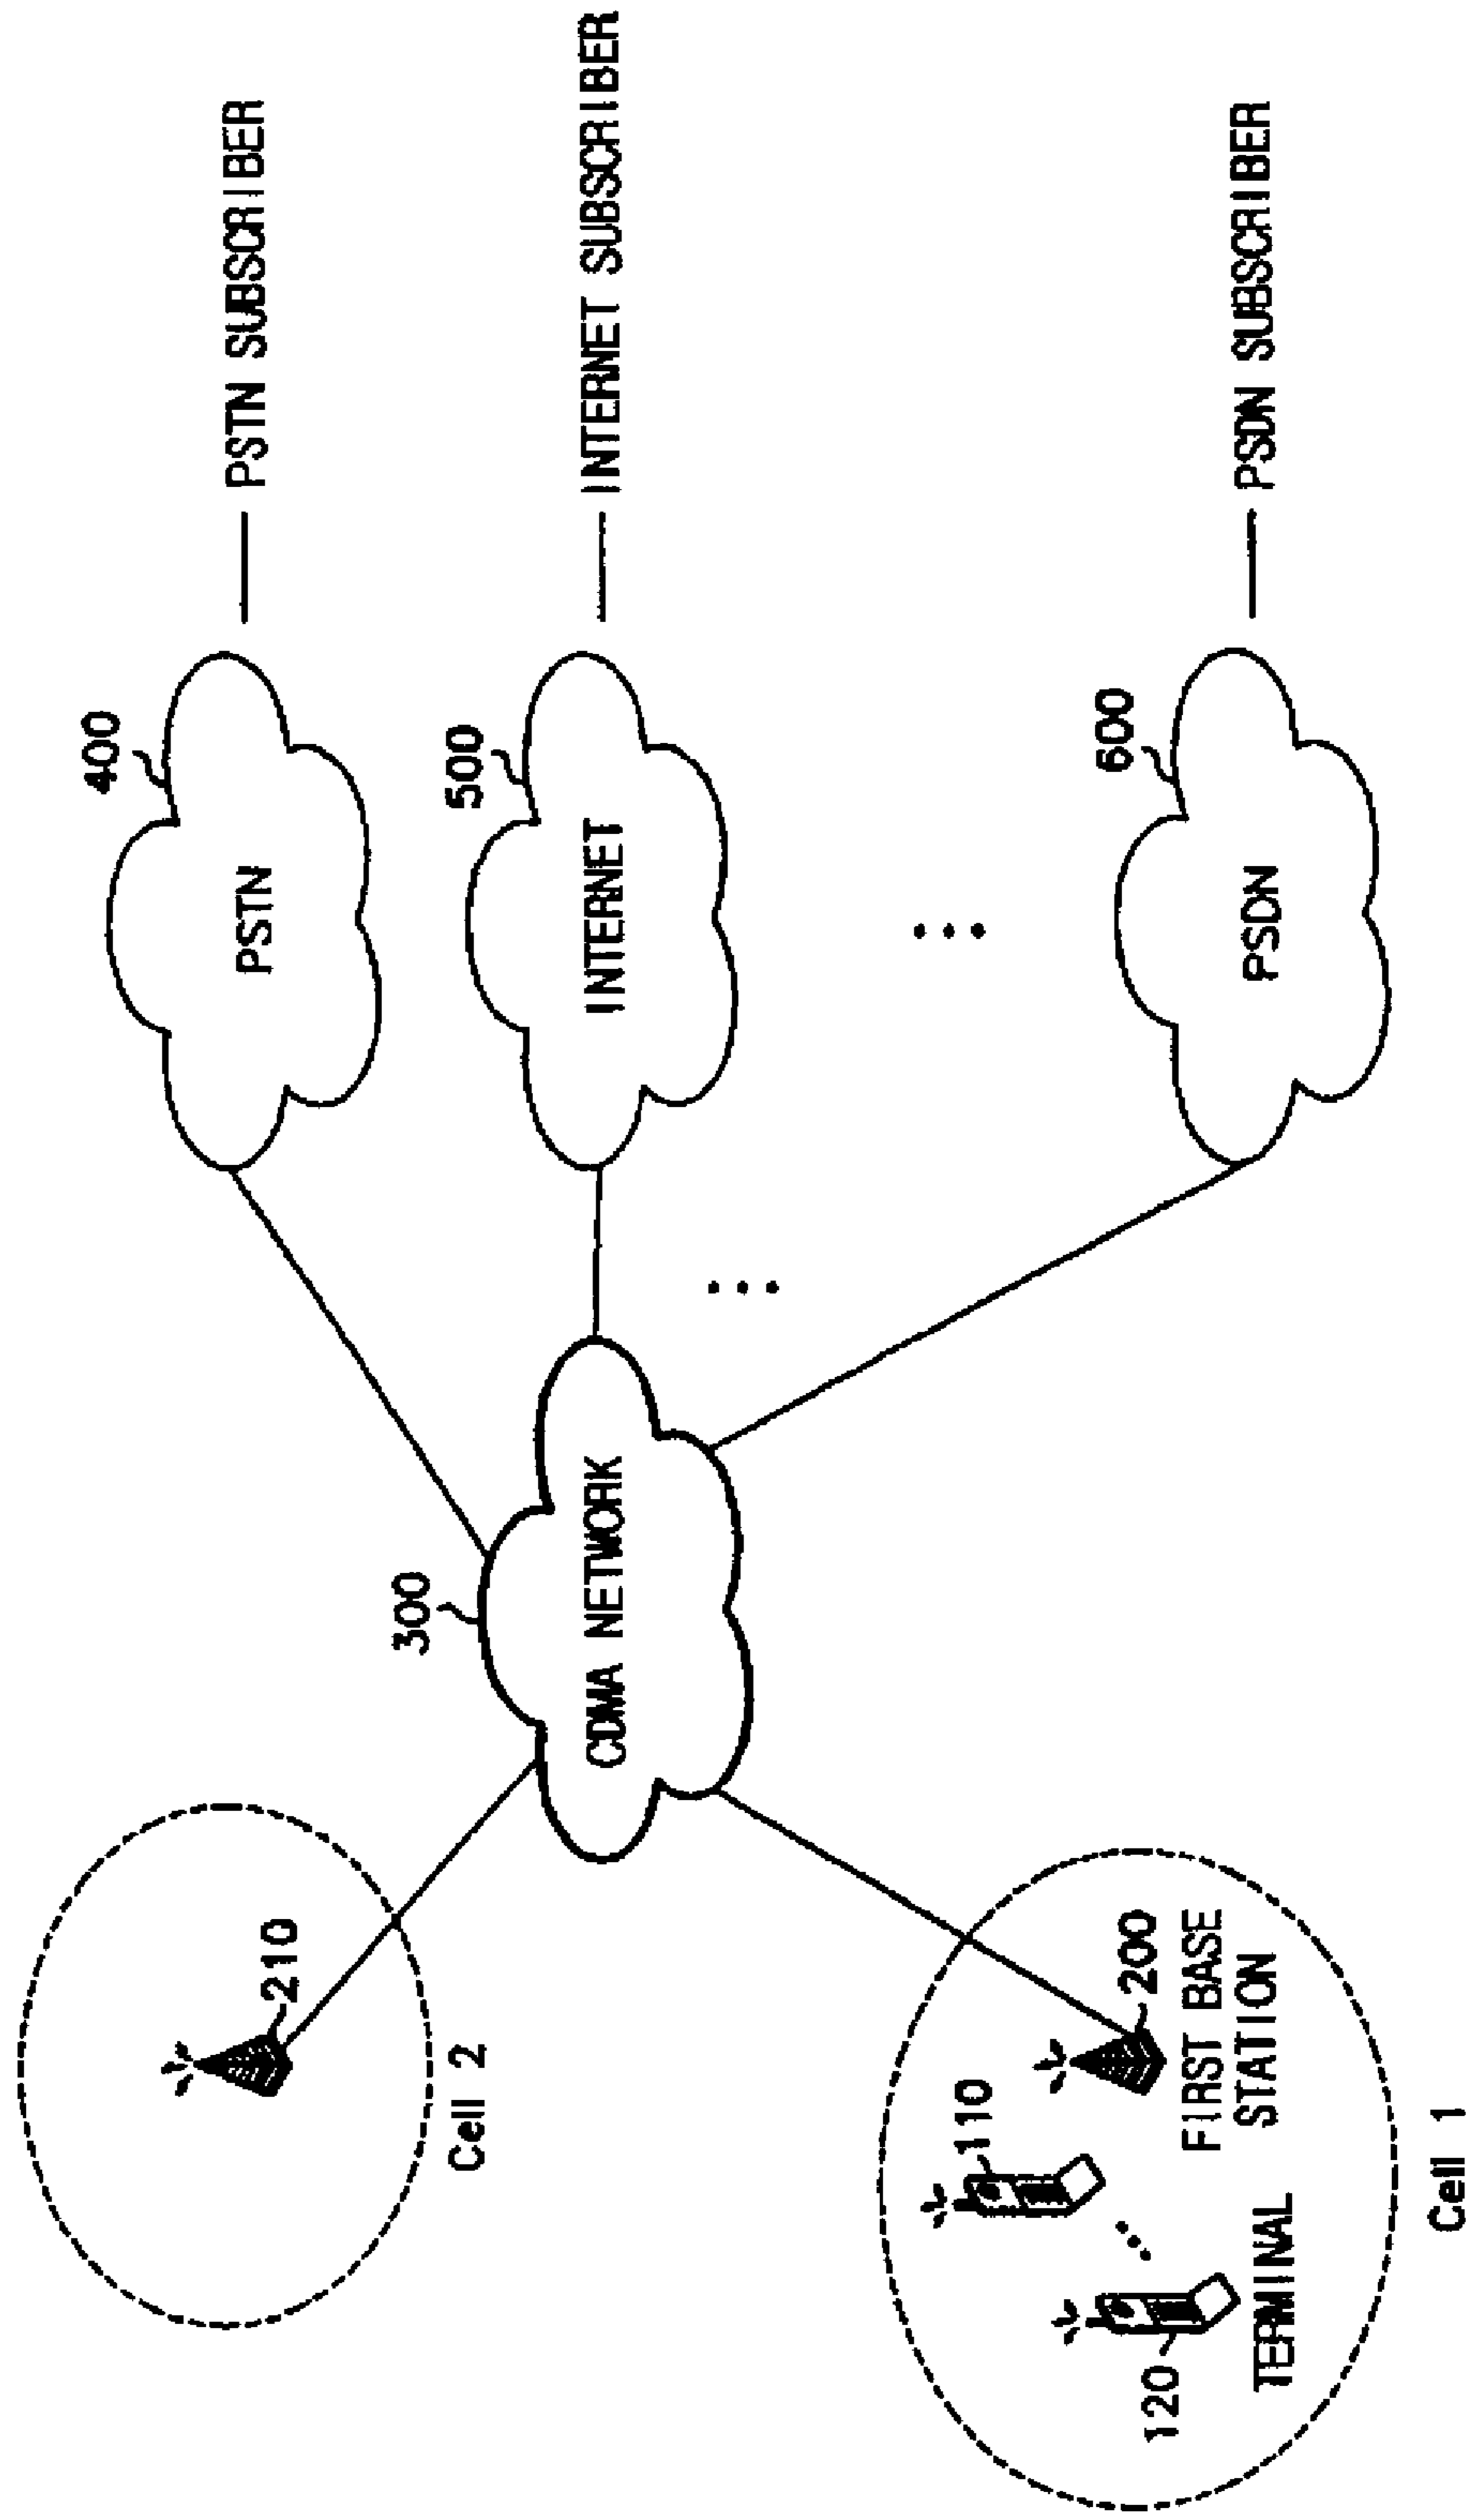 Cell 2
210
300
CDMA NETWORK
400
PSTN
PSTN SUBSCRIBER
500
INTERNET
INTERNET SUBSCRIBER
600
PSDN
PSDN SUBSCRIBER
110
120
TERMINAL
200
FIRST BASE
STATION
Cell 1